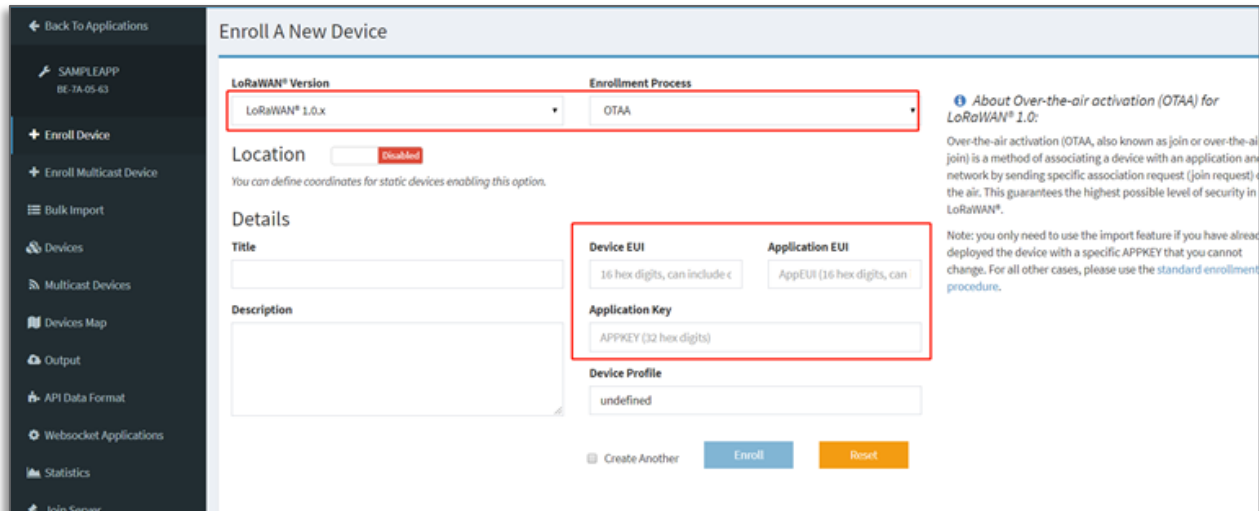 Back To Applications
SAMPLEAPP
BE-7A-05-63
Enroll Device
Enroll Multicast Device
Bulk Import
Devices
Multicast Devices
Devices Map
Output
API Data Format
Websocket Applications
Statistics
Join Server
Enroll A New Device
LoRaWAN® Version
LoRaWAN® 1.0.x
Enrollment Process
OTAA
Location
Disabled
You can define coordinates for static devices enabling this option.
Details
Title
Description
Device EUI
16 hex digits, can include
Application EUI
AppEUI (16 hex digits, can
Application Key
APPKEY (32 hex digits)
Device Profile
undefined
Create Another
Enroll
Reset
About Over-the-air activation (OTAA) for
LoRaWAN® 1.0:
Over-the-air activation (OTAA, also known as join or over-the-ai
join) is a method of associating a device with an application and
network by sending specific association request (join request)
the air. This guarantees the highest possible level of security in
LoRaWAN®.
Note: you only need to use the import feature if you have alread
deployed the device with a specific APPKEY that you cannot
change. For all other cases, please use the standard enrollment
procedure.